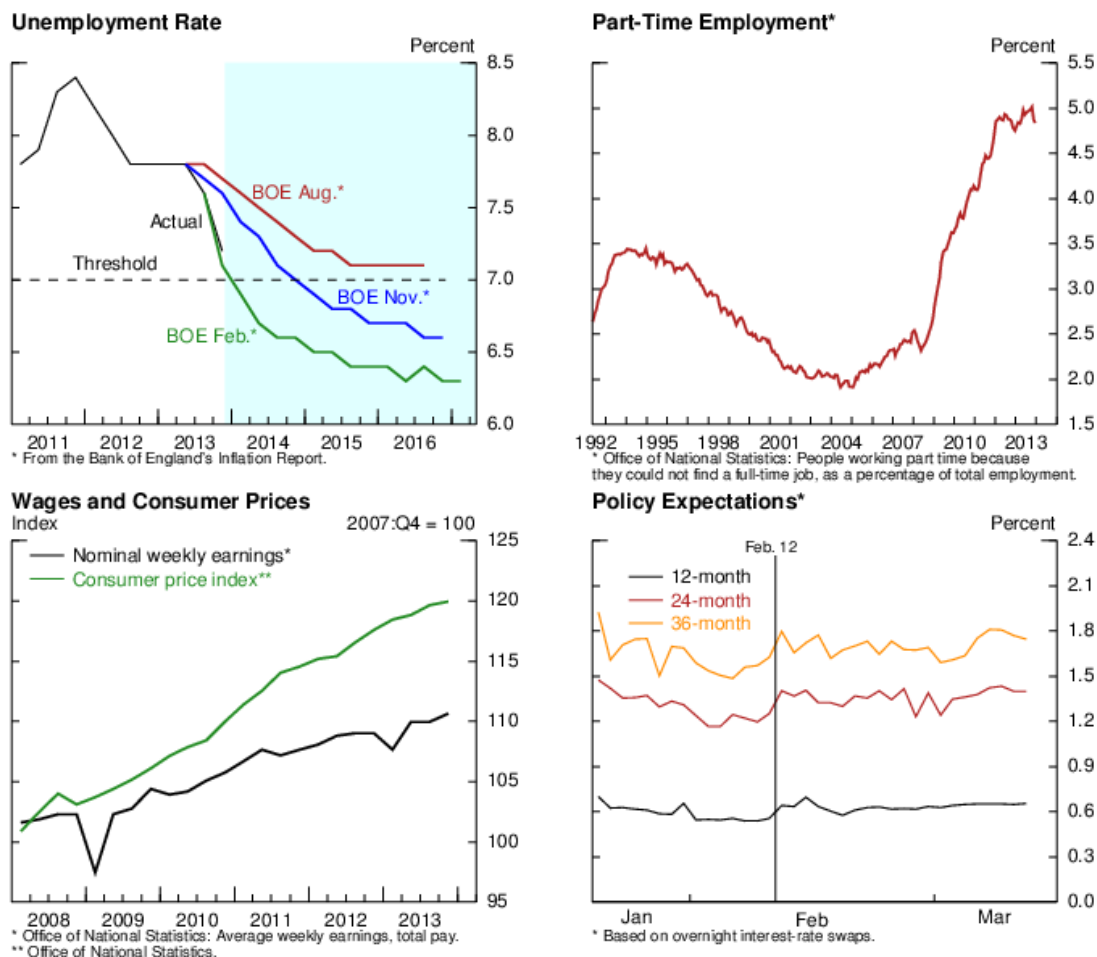 Unemployment Rate
Percent
8.5
8.0
7.5
7.0
6.5
6.0
BOE Aug.*
Actual
Threshold
BOE Nov.*
BOE Feb.*
2011 2012 2013 2014 2015 2016
* From the Bank of England's Inflation Report.
Part-Time Employment*
Percent
5.0
4.5
4.0
3.5
3.0
2.5
2.0
1.5
1992 1995 1998 2001 2004 2007 2010 2013
* Office of National Statistics: People working part time because
they could not find a full-time job, as a percentage of total employment.
Wages and Consumer Prices
Index 2007:Q4 = 100
Nominal weekly earnings*
Consumer price index**
120
115
110
105
100
95
2008 2009 2010 2011 2012 2013
* Office of National Statistics: Average weekly earnings, total pay.
** Office of National Statistics.
Policy Expectations*
Percent
Feb. 12
12-month
24-month
36-month
2.4
2.1
1.8
1.5
1.2
0.9
0.6
0.3
0.0
Jan Feb Mar
* Based on overnight interest-rate swaps.